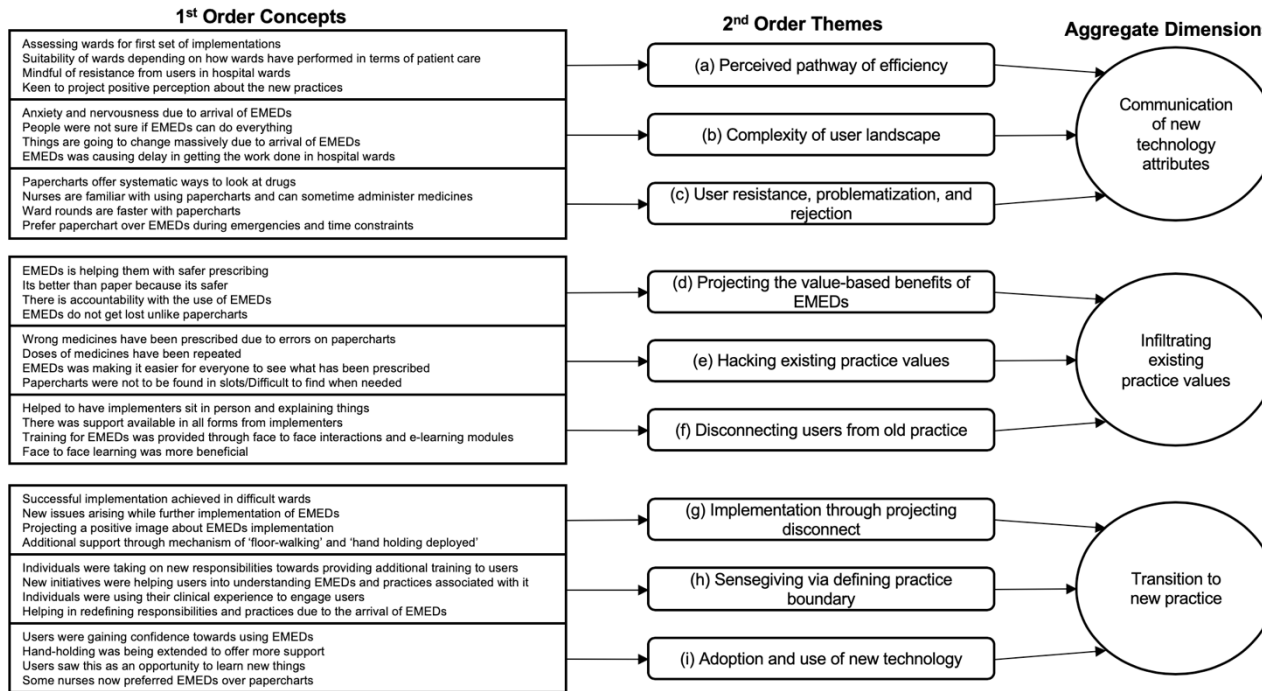 1st Order Concepts
2nd Order Themes
Aggregate Dimension
Assessing wards for first set of implementations
Suitability of wards depending on how wards have performed in terms of patient care
Mindful of resistance from users in hospital wards
Keen to project positive perception about the new practices
(a) Perceived pathway of efficiency
Anxiety and nervousness due to arrival of EMEDs
People were not sure if EMEDs can do everything
Things are going to change massively due to arrival of EMEDs
EMEDs was causing delay in getting the work done in hospital wards
(b) Complexity of user landscape
Papercharts offer systematic ways to look at drugs
Nurses are familiar with using papercharts and can sometime administer medicines
Ward rounds are faster with papercharts
Prefer paperchart over EMEDs during emergencies and time constraints
(c) User resistance, problematization, and
rejection
Communication
of new
technology
attributes
EMEDs is helping them with safer prescribing
Its better than paper because its safer
There is accountability with the use of EMEDs
EMEDs do not get lost unlike papercharts
(d) Projecting the value-based benefits of
EMEDs
Wrong medicines have been prescribed due to errors on papercharts
Doses of medicines have been repeated
EMEDs was making it easier for everyone to see what has been prescribed
Papercharts were not to be found in slots/Difficult to find when needed
(e) Hacking existing practice values
Helped to have implementers sit in person and explaining things
There was support available in all forms from implementers
Training for EMEDs was provided through face to face interactions and e-learning modules
Face to face learning was more beneficial
(f) Disconnecting users from old practice
Infiltrating
existing
practice values
Successful implementation achieved in difficult wards
New issues arising while further implementation of EMEDs
Projecting a positive image about EMEDs implementation
Additional support through mechanism of ‘floor-walking’ and ‘hand holding deployed’
(g) Implementation through projecting
disconnect
Individuals were taking on new responsibilities towards providing additional training to users
New initiatives were helping users into understanding EMEDs and practices associated with it
Individuals were using their clinical experience to engage users
Helping in redefining responsibilities and practices due to the arrival of EMEDs
(h) Sensegiving via defining practice
boundary
Users were gaining confidence towards using EMEDs
Hand-holding was being extended to offer more support
Users saw this as an opportunity to learn new things
Some nurses now preferred EMEDs over papercharts
(i) Adoption and use of new technology
Transition to
new practice